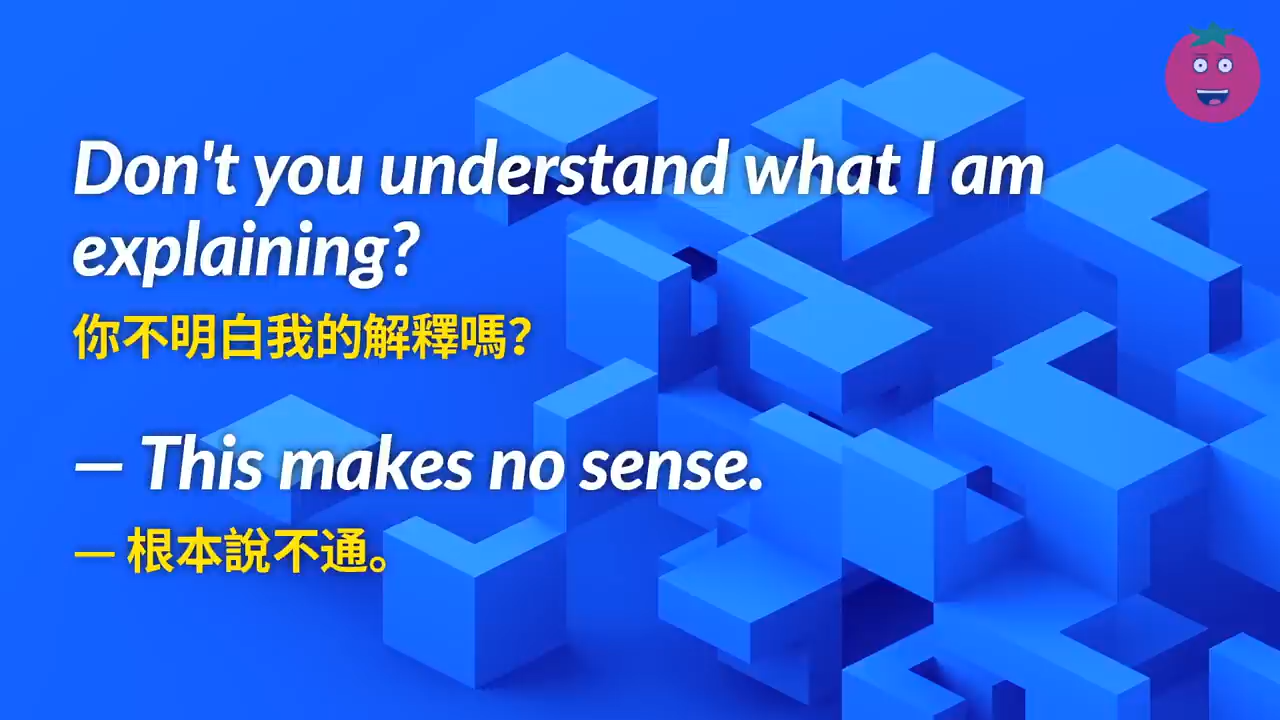 Don't you understand what I am
explaining?
你不明白我的解釋嗎?
— This makes no sense.
— 根本說不通。